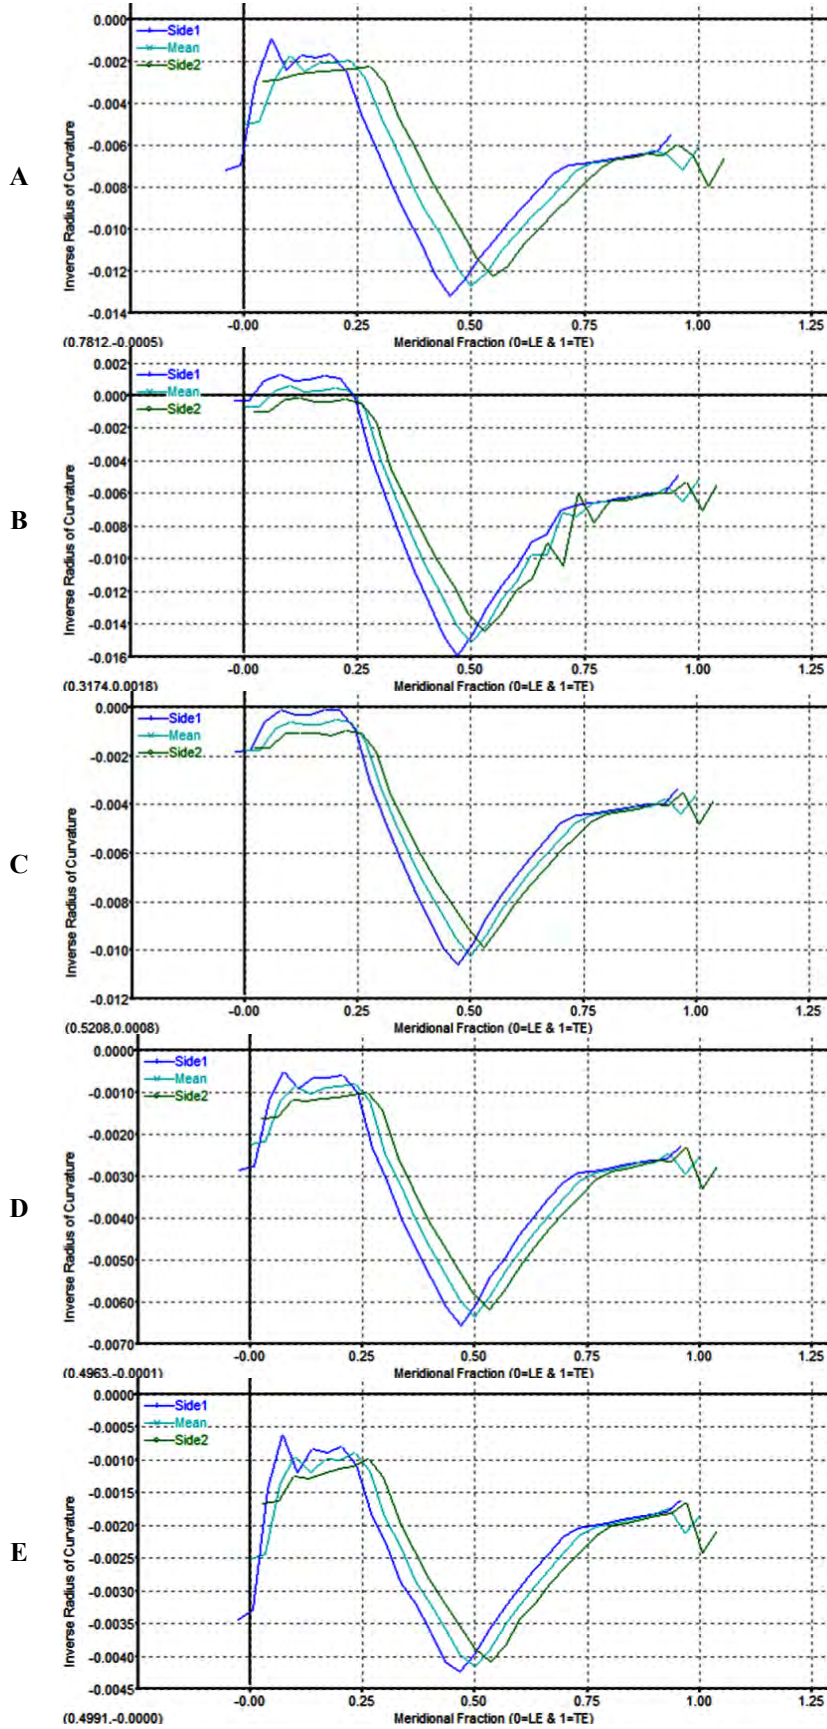 A
Inverse Radius of Curvature
0.000
-0.002
-0.004
-0.006
-0.008
-0.010
-0.012
-0.014
Side1
Mean
Side2
-0.00 0.25 0.50 0.75 1.00 1.25
(0.7812,-0.0005) Meridional Fraction (0=LE & 1=TE)
B
Inverse Radius of Curvature
0.002
0.000
-0.002
-0.004
-0.006
-0.008
-0.010
-0.012
-0.014
-0.016
Side1
Mean
Side2
-0.00 0.25 0.50 0.75 1.00 1.25
(0.3174,0.0018) Meridional Fraction (0=LE & 1=TE)
C
Inverse Radius of Curvature
0.000
-0.002
-0.004
-0.006
-0.008
-0.010
-0.012
Side1
Mean
Side2
-0.00 0.25 0.50 0.75 1.00 1.25
(0.5208,0.0008) Meridional Fraction (0=LE & 1=TE)
D
Inverse Radius of Curvature
0.0000
-0.0010
-0.0020
-0.0030
-0.0040
-0.0050
-0.0060
-0.0070
Side1
Mean
Side2
-0.00 0.25 0.50 0.75 1.00 1.25
(0.4963,-0.0001) Meridional Fraction (0=LE & 1=TE)
E
Inverse Radius of Curvature
0.0000
-0.0005
-0.0010
-0.0015
-0.0020
-0.0025
-0.0030
-0.0035
-0.0040
-0.0045
Side1
Mean
Side2
-0.00 0.25 0.50 0.75 1.00 1.25
(0.4991,-0.0000) Meridional Fraction (0=LE & 1=TE)